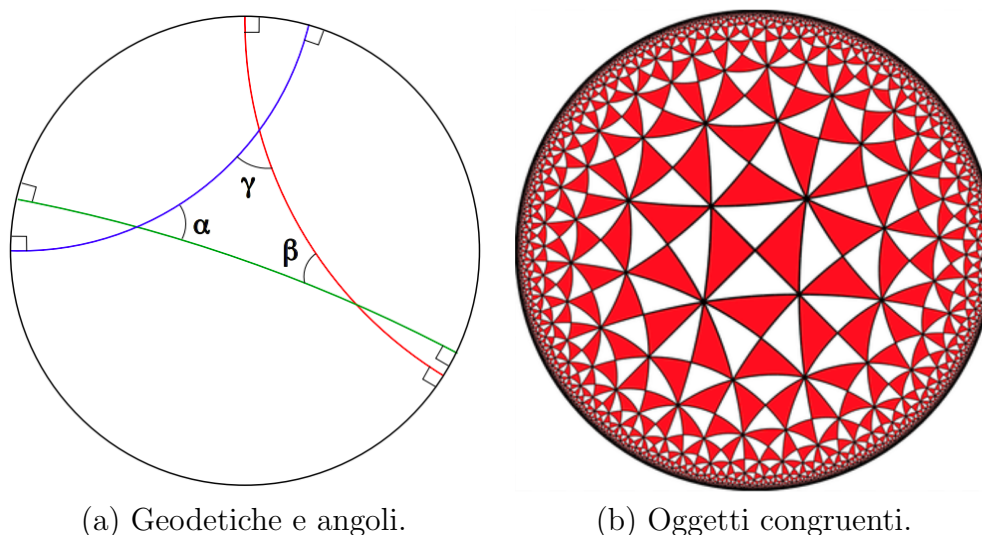 γ
α
β
(a) Geodetiche e angoli.
(b) Oggetti congruenti.